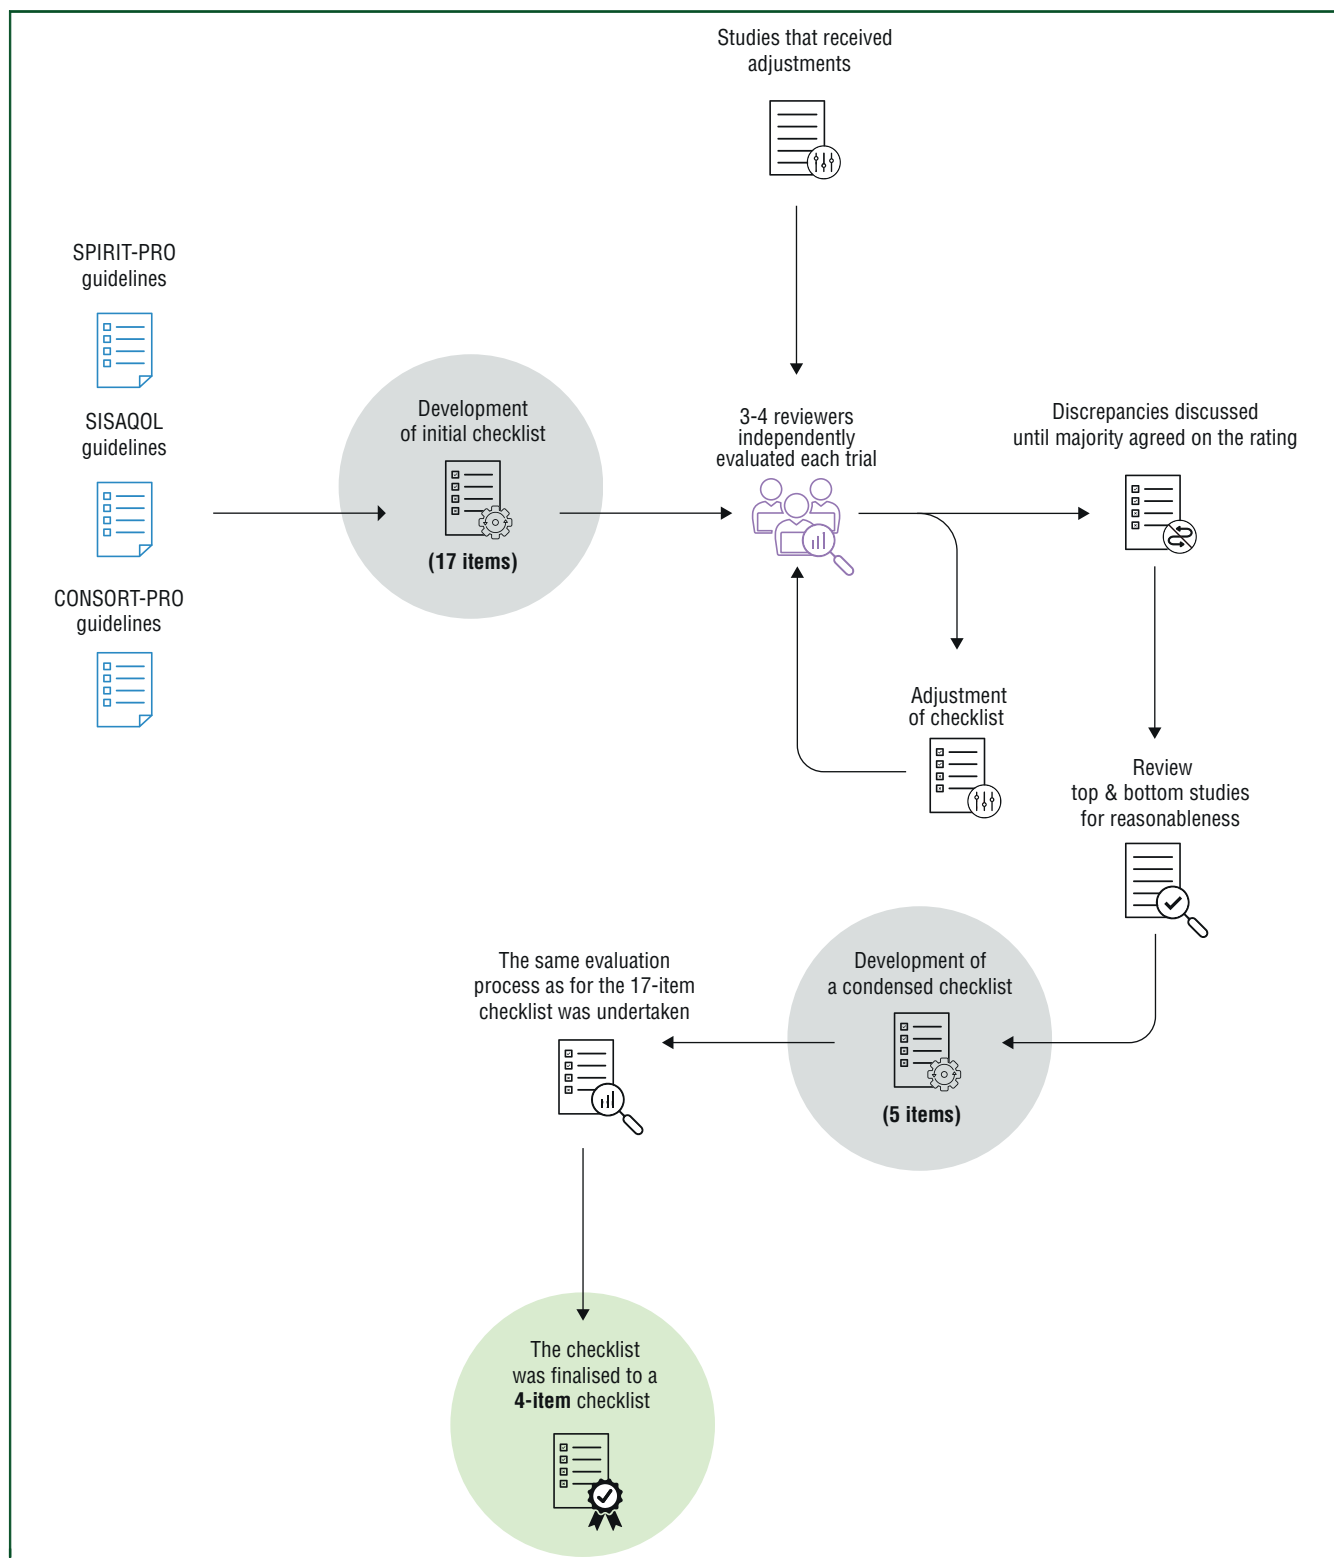 Studies that received
adjustments
SPIRIT-PRO
guidelines
SISAQOL
guidelines
CONSORT-PRO
guidelines
Development
of initial checklist
(17 items)
3-4 reviewers
independently
evaluated each trial
Discrepancies discussed
until majority agreed on the rating
Adjustment
of checklist
Review
top & bottom studies
for reasonableness
Development of
a condensed checklist
(5 items)
The same evaluation
process as for the 17-item
checklist was undertaken
The checklist
was finalised to a
4-item checklist